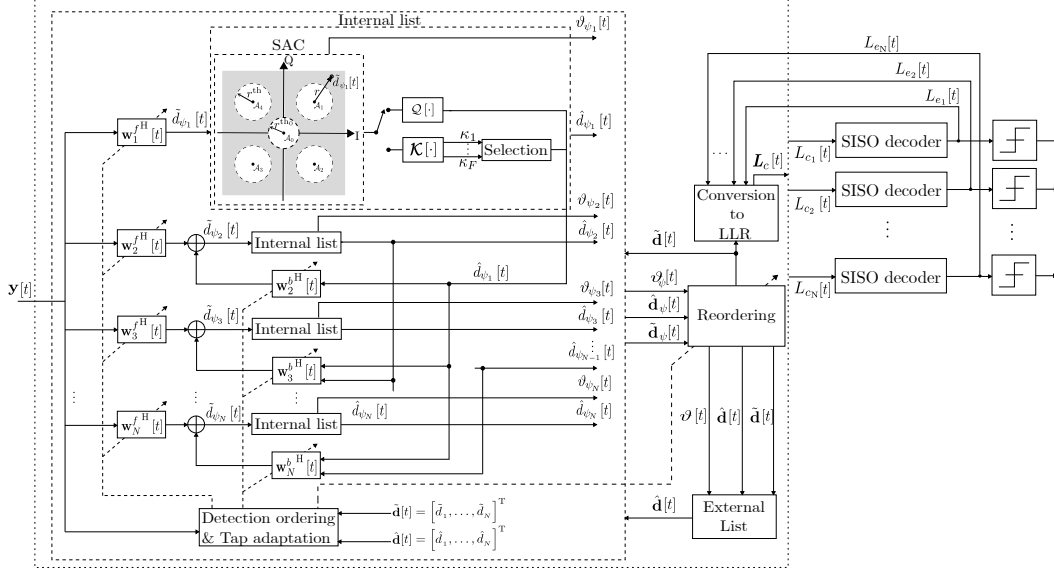 Internal list
ϑ_{ψ_1}[t]
SAC
Q
I
r^{th}
𝒜_4
r
𝒜_1
d̃_{ψ_1}[t]
r^{th_0}
𝒜_0
𝒜_3
𝒜_2
𝒬[·]
𝓚[·]
κ_1
⋮
κ_F
Selection
w_1^{f H}[t]
d̃_{ψ_1}[t]
d̂_{ψ_1}[t]
L_{e_N}[t]
L_{e_2}[t]
L_{e_1}[t]
...
L_c[t]
Conversion
to
LLR
L_{c_1}[t]
SISO decoder
L_{c_2}[t]
SISO decoder
⋮
⋮
L_{c_N}[t]
SISO decoder
w_2^{f H}[t]
d̃_{ψ_2}[t]
Internal list
ϑ_{ψ_2}[t]
d̂_{ψ_2}[t]
w_2^{b H}[t]
d̂_{ψ_1}[t]
d̃[t]
y[t]
w_3^{f H}[t]
d̃_{ψ_3}[t]
Internal list
ϑ_{ψ_3}[t]
d̂_{ψ_3}[t]
w_3^{b H}[t]
⋮
d̂_{ψ_{N−1}}[t]
ϑ_ψ[t]
d̂_ψ[t]
d̃_ψ[t]
Reordering
⋮
⋮
⋮
w_N^{f H}[t]
d̃_{ψ_N}[t]
Internal list
d̂_{ψ_N}[t]
ϑ_{ψ_N}[t]
d̂_{ψ_N}[t]
w_N^{b H}[t]
ϑ[t]
d̂[t]
d̃[t]
Detection ordering
& Tap adaptation
d̃[t] = [d̃_1, . . . , d̃_N]^T
d̂[t] = [d̂_1, . . . , d̂_N]^T
d̂[t]
External
List